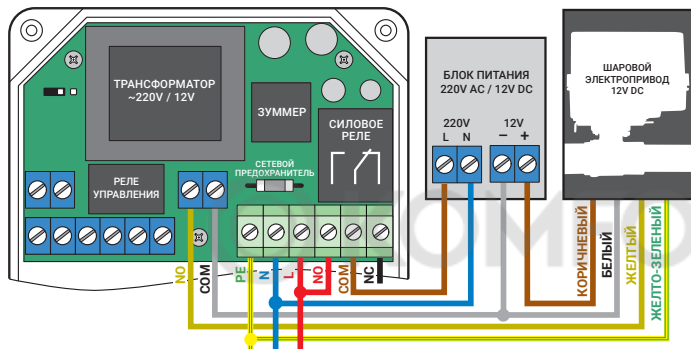 ТРАНСФОРМАТОР
~220V / 12V
ЗУММЕР
СИЛОВОЕ
РЕЛЕ
СЕТЕВОЙ
ПРЕДОХРАНИТЕЛЬ
РЕЛЕ
УПРАВЛЕНИЯ
NO
COM
PE
N
L
NO
COM
NC
БЛОК ПИТАНИЯ
220V AC / 12V DC
220V
12V
L N
– +
ШАРОВОЙ
ЭЛЕКТРОПРИВОД
12V DC
КОРИЧНЕВЫЙ
БЕЛЫЙ
ЖЕЛТЫЙ
ЖЕЛТО-ЗЕЛЕНЫЙ